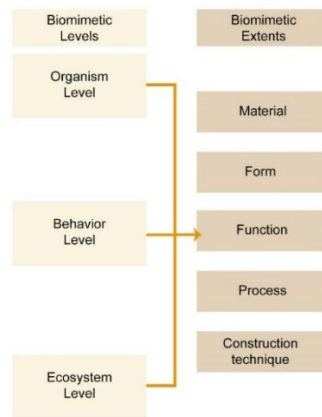 Biomimetic
Levels
Organism
Level
Behavior
Level
Ecosystem
Level
Biomimetic
Extents
Material
Form
Function
Process
Construction
technique